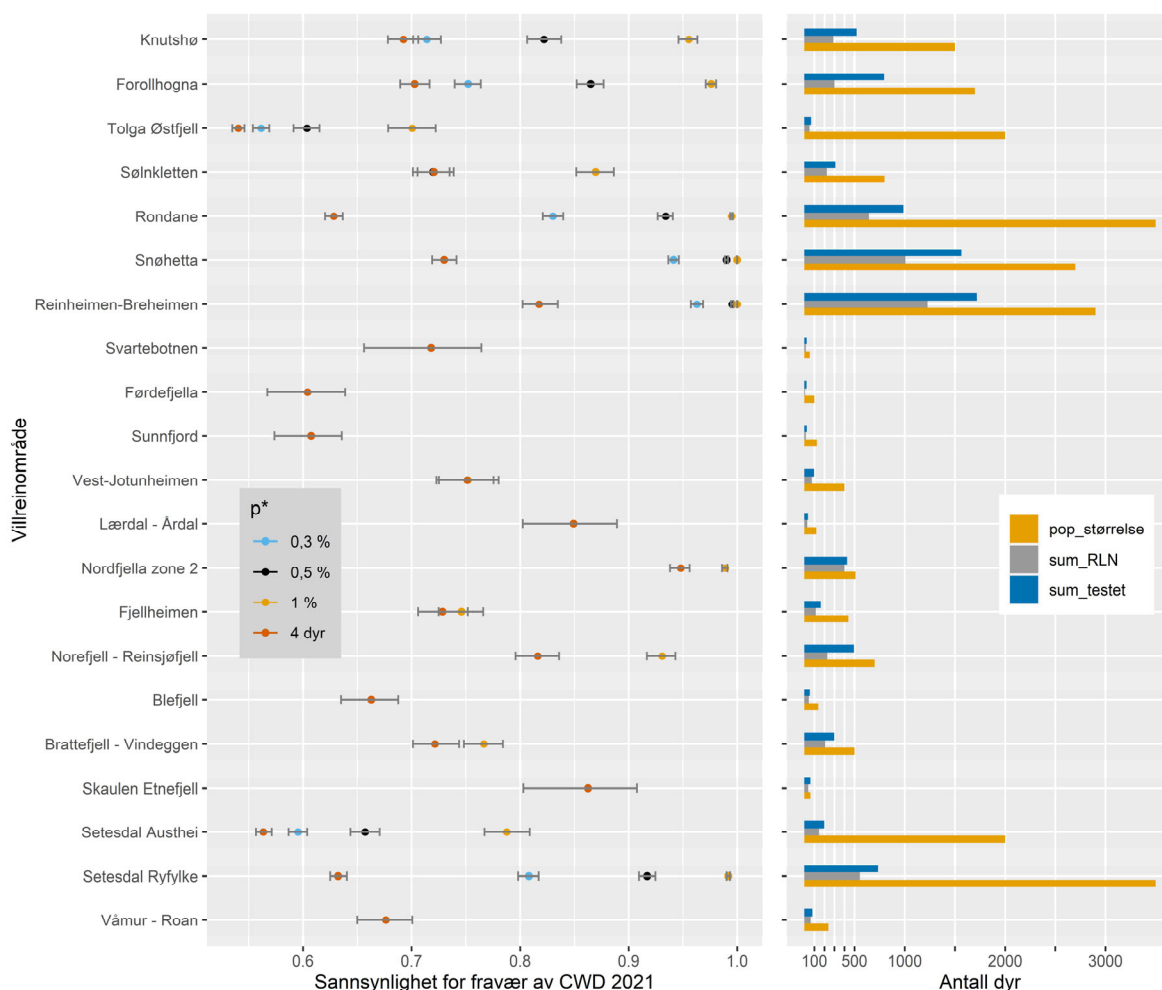 Villreinområde
Knutshø
Forollhogna
Tolga Østfjell
Sølnkletten
Rondane
Snøhetta
Reinheimen-Breheimen
Svartebotnen
Førdefjella
Sunnfjord
Vest-Jotunheimen
Lærdal - Årdal
Nordfjella zone 2
Fjellheimen
Norefjell - Reinsjøfjell
Blefjell
Brattefjell - Vindeggen
Skaulen Etnefjell
Setesdal Austhei
Setesdal Ryfylke
Våmur - Roan
p*
0,3 %
0,5 %
1 %
4 dyr
0.6 0.7 0.8 0.9 1.0
Sannsynlighet for fravær av CWD 2021
pop_størrelse
sum_RLN
sum_testet
100 500 1000 2000 3000
Antall dyr